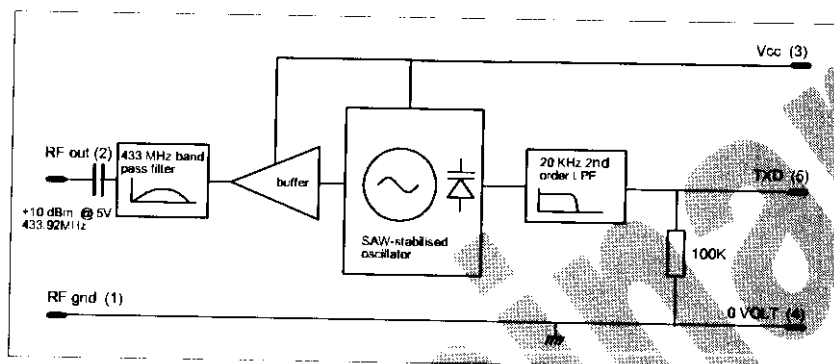 Vcc (3)
RF out (2)
433 MHz band
pass filter
buffer
20 KHz 2nd
order LPF
TXD (5)
+10 dBm @ 5V
433.92MHz
SAW-stabilised
oscillator
100K
RF gnd (1)
0 VOLT (4)